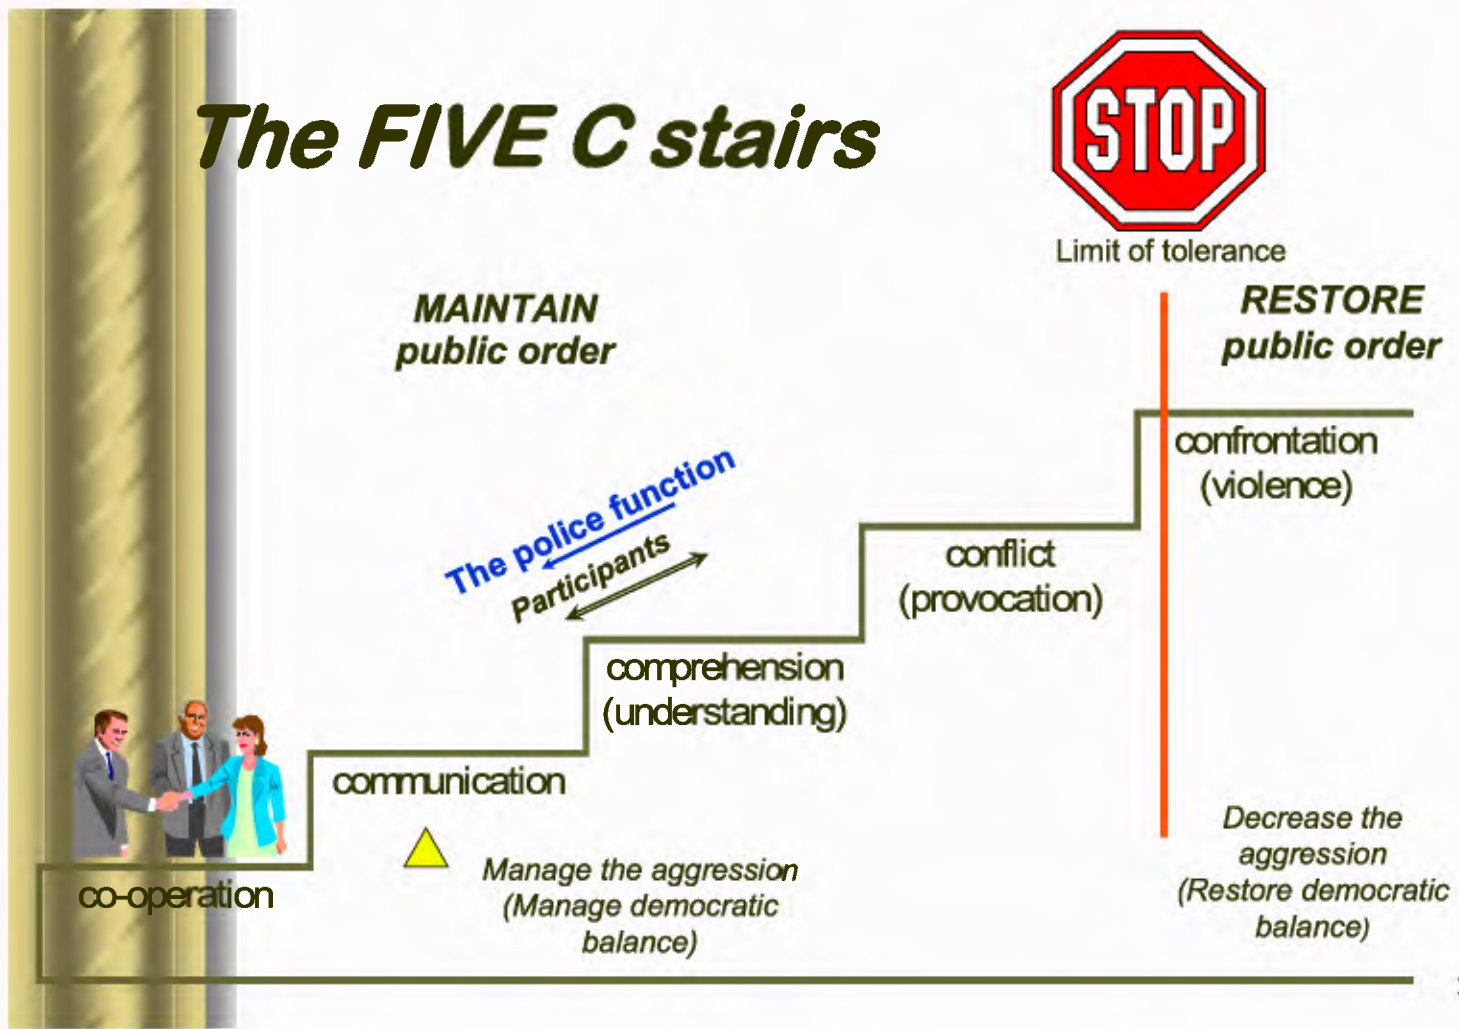 The FIVE C stairs
STOP
Limit of tolerance
MAINTAIN
public order
RESTORE
public order
The police function
Participants
confrontation
(violence)
conflict
(provocation)
comprehension
(understanding)
communication
co-operation
Manage the aggression
(Manage democratic
balance)
Decrease the
aggression
(Restore democratic
balance)